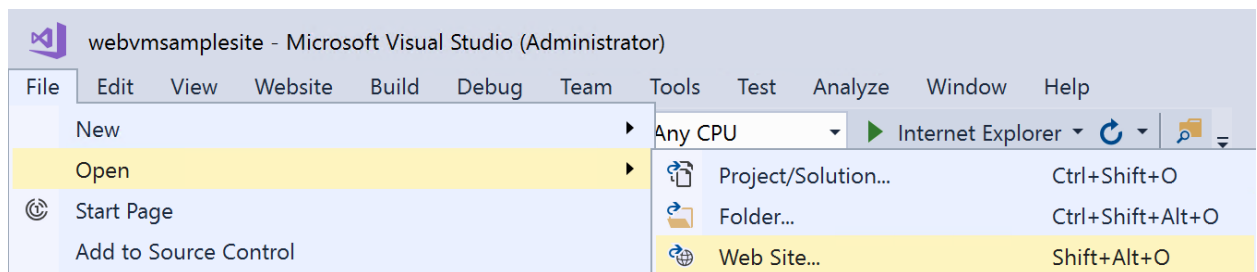 webvmsamplesite - Microsoft Visual Studio (Administrator)
File Edit View Website Build Debug Team Tools Test Analyze Window Help
New Any CPU Internet Explorer
Open Project/Solution... Ctrl+Shift+O
Start Page Folder... Ctrl+Shift+Alt+O
Add to Source Control Web Site... Shift+Alt+O